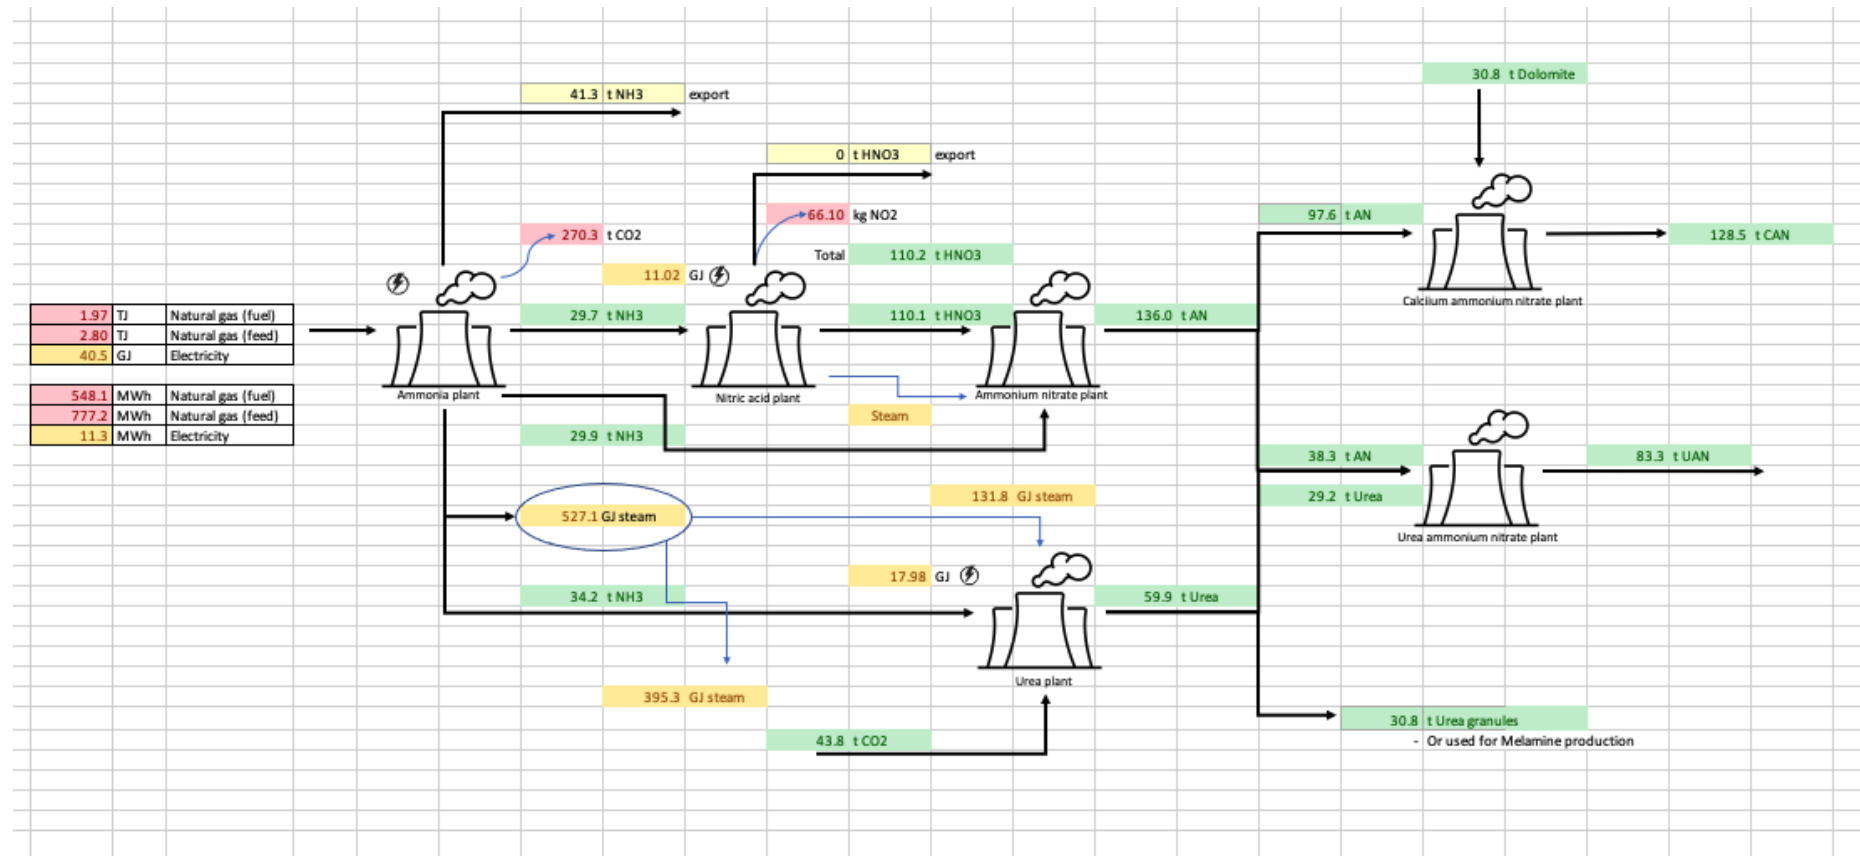 30.8 t Dolomite
41.3 t NH3 export
0 t HNO3 export
97.6 t AN
66.10 kg NO2
270.3 t CO2
128.5 t CAN
Total 110.2 t HNO3
11.02 GJ
Calciium ammonium nitrate plant
1.97 TJ Natural gas (fuel)
29.7 t NH3
110.1 t HNO3
136.0 t AN
2.80 TJ Natural gas (feed)
40.5 GJ Electricity
548.1 MWh Natural gas (fuel)
Ammonia plant
Nitric acid plant
Ammonium nitrate plant
777.2 MWh Natural gas (feed)
Steam
11.3 MWh Electricity
29.9 t NH3
38.3 t AN
83.3 t UAN
131.8 GJ steam
29.2 t Urea
527.1 GJ steam
Urea ammonium nitrate plant
17.98 GJ
34.2 t NH3
59.9 t Urea
Urea plant
395.3 GJ steam
30.8 t Urea granules
43.8 t CO2
- Or used for Melamine production